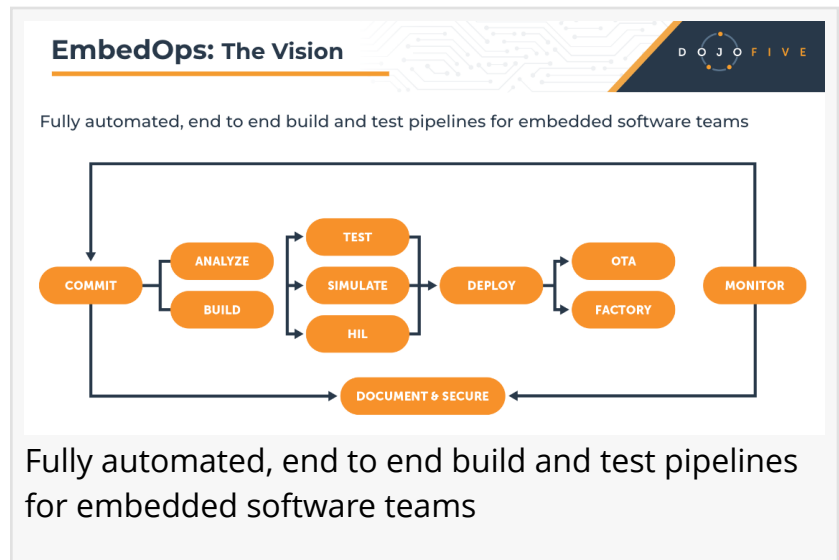 EmbedOps: The Vision
DOJOFIVE
Fully automated, end to end build and test pipelines for embedded software teams
COMMIT
ANALYZE
BUILD
TEST
SIMULATE
HIL
DEPLOY
OTA
FACTORY
MONITOR
DOCUMENT & SECURE
Fully automated, end to end build and test pipelines
for embedded software teams